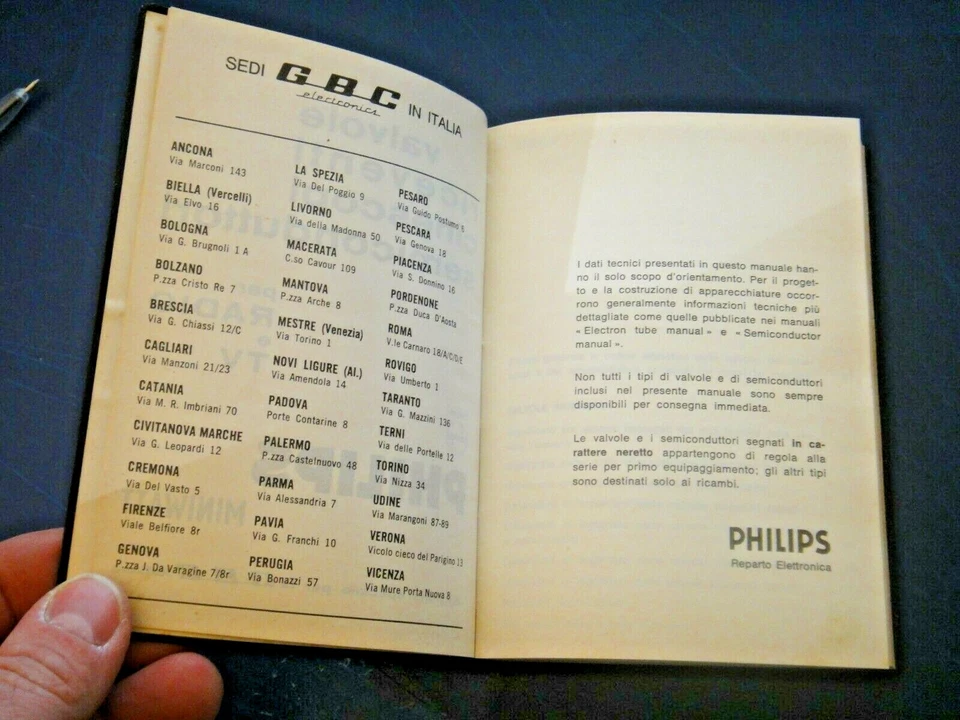 SEDI GBC IN ITALIA
electronics
ANCONA
Via Marconi 143
BIELLA (Vercelli)
Via Elvo 16
BOLOGNA
Via G. Brugnoli 1 A
BOLZANO
P.zza Cristo Re 7
BRESCIA
Via G. Chiassi 12/C
CAGLIARI
Via Manzoni 21/23
CATANIA
Via M. R. Imbriani 70
CIVITANOVA MARCHE
Via G. Leopardi 12
CREMONA
Via Del Vasto 5
FIRENZE
Viale Belfiore 8r
GENOVA
P.zza J. Da Varagine 7/8r
LA SPEZIA
Via Del Poggio 9
LIVORNO
Via della Madonna 50
MACERATA
C.so Cavour 109
MANTOVA
P.zza Arche 8
MESTRE (Venezia)
Via Torino 1
NOVI LIGURE (Al.)
Via Amendola 14
PADOVA
Porte Contarine 8
PALERMO
P.zza Castelnuovo 48
PARMA
Via Alessandria 7
PAVIA
Via G. Franchi 10
PERUGIA
Via Bonazzi 57
PESARO
Via Guido Postumo 6
PESCARA
Via Genova 18
PIACENZA
Via S. Donnino 16
PORDENONE
P.zza Duca D'Aosta
ROMA
V.le Carnaro 18/A/C/D/E
ROVIGO
Via Umberto 1
TARANTO
Via G. Mazzini 136
TERNI
Via delle Portelle 12
TORINO
Via Nizza 34
UDINE
Via Marangoni 87-89
VERONA
Vicolo cieco del Parigino 13
VICENZA
Via Mure Porta Nuova 8
I dati tecnici presentati in questo manuale han-
no il solo scopo d'orientamento. Per il proget-
to e la costruzione di apparecchiature occor-
rono generalmente informazioni tecniche più
dettagliate come quelle pubblicate nei manuali
« Electron tube manual » e « Semiconductor
manual ».
Non tutti i tipi di valvole e di semiconduttori
inclusi nel presente manuale sono sempre
disponibili per consegna immediata.
Le valvole e i semiconduttori segnati in ca-
rattere neretto appartengono di regola alla
serie per primo equipaggiamento; gli altri tipi
sono destinati solo ai ricambi.
PHILIPS
Reparto Elettronica